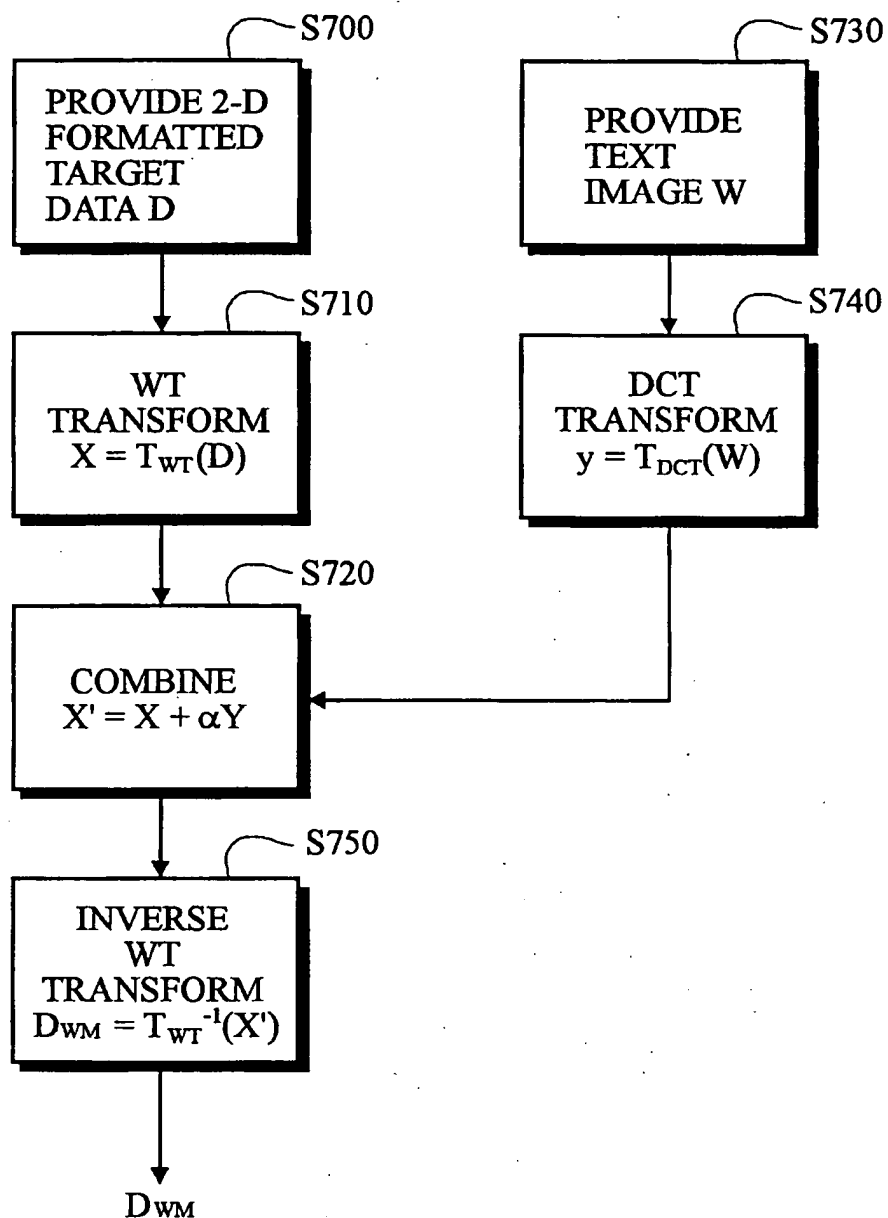 S700
PROVIDE 2-D
FORMATTED
TARGET
DATA D
S710
WT
TRANSFORM
X = T_WT(D)
S720
COMBINE
X' = X + αY
S730
PROVIDE
TEXT
IMAGE W
S740
DCT
TRANSFORM
y = T_DCT(W)
S750
INVERSE
WT
TRANSFORM
D_WM = T_WT^-1(X')
D_WM